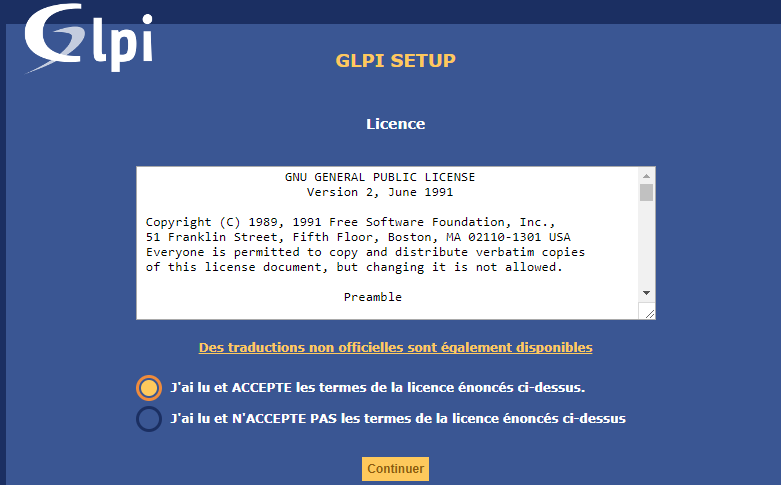 Glpi
GLPI SETUP
Licence
GNU GENERAL PUBLIC LICENSE
Version 2, June 1991
Copyright (C) 1989, 1991 Free Software Foundation, Inc.,
51 Franklin Street, Fifth Floor, Boston, MA 02110-1301 USA
Everyone is permitted to copy and distribute verbatim copies
of this license document, but changing it is not allowed.
Preamble
Des traductions non officielles sont également disponibles
J'ai lu et ACCEPTE les termes de la licence énoncés ci-dessus.
J'ai lu et N'ACCEPTE PAS les termes de la licence énoncés ci-dessus
Continuer